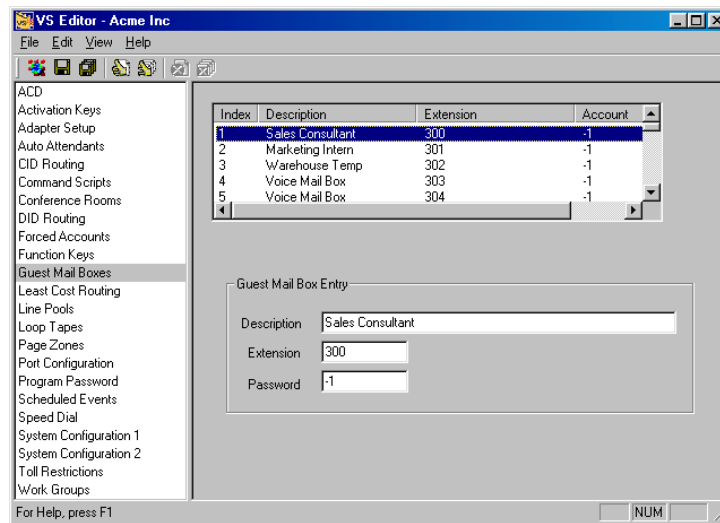 VS Editor - Acme Inc
File Edit View Help
ACD
Activation Keys
Adapter Setup
Auto Attendants
CID Routing
Command Scripts
Conference Rooms
DID Routing
Forced Accounts
Function Keys
Guest Mail Boxes
Least Cost Routing
Line Pools
Loop Tapes
Page Zones
Port Configuration
Program Password
Scheduled Events
Speed Dial
System Configuration 1
System Configuration 2
Toll Restrictions
Work Groups
Index Description Extension Account
1 Sales Consultant 300 -1
2 Marketing Intern 301 -1
3 Warehouse Temp 302 -1
4 Voice Mail Box 303 -1
5 Voice Mail Box 304 -1
Guest Mail Box Entry
Description Sales Consultant
Extension 300
Password -1
For Help, press F1
NUM